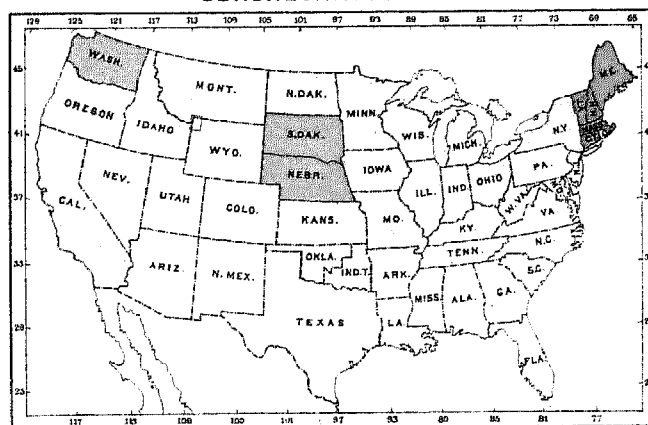 129 121 117 113 109 105 101 97 93 89 85 81 77 73 69 65
WASH.
ME.
45
MONT.
N.DAK.
MINN.
OREGON
S.DAK.
WIS.
N.Y.
IDAHO
MICH.
41
WYO.
IOWA
PA.
NEBR.
NEV.
ILL. IND. OHIO
UTAH
37
COLO.
W.VA.
VA.
CAL.
KANS.
MO.
KY.
N.C.
TENN.
OKLA.
33
ARIZ.
N.MEX.
IND.T.
ARK.
S.C.
MISS. ALA. GA.
TEXAS
LA.
29
FLA.
25
117 113 109 105 101 97 93 89 85 81 77